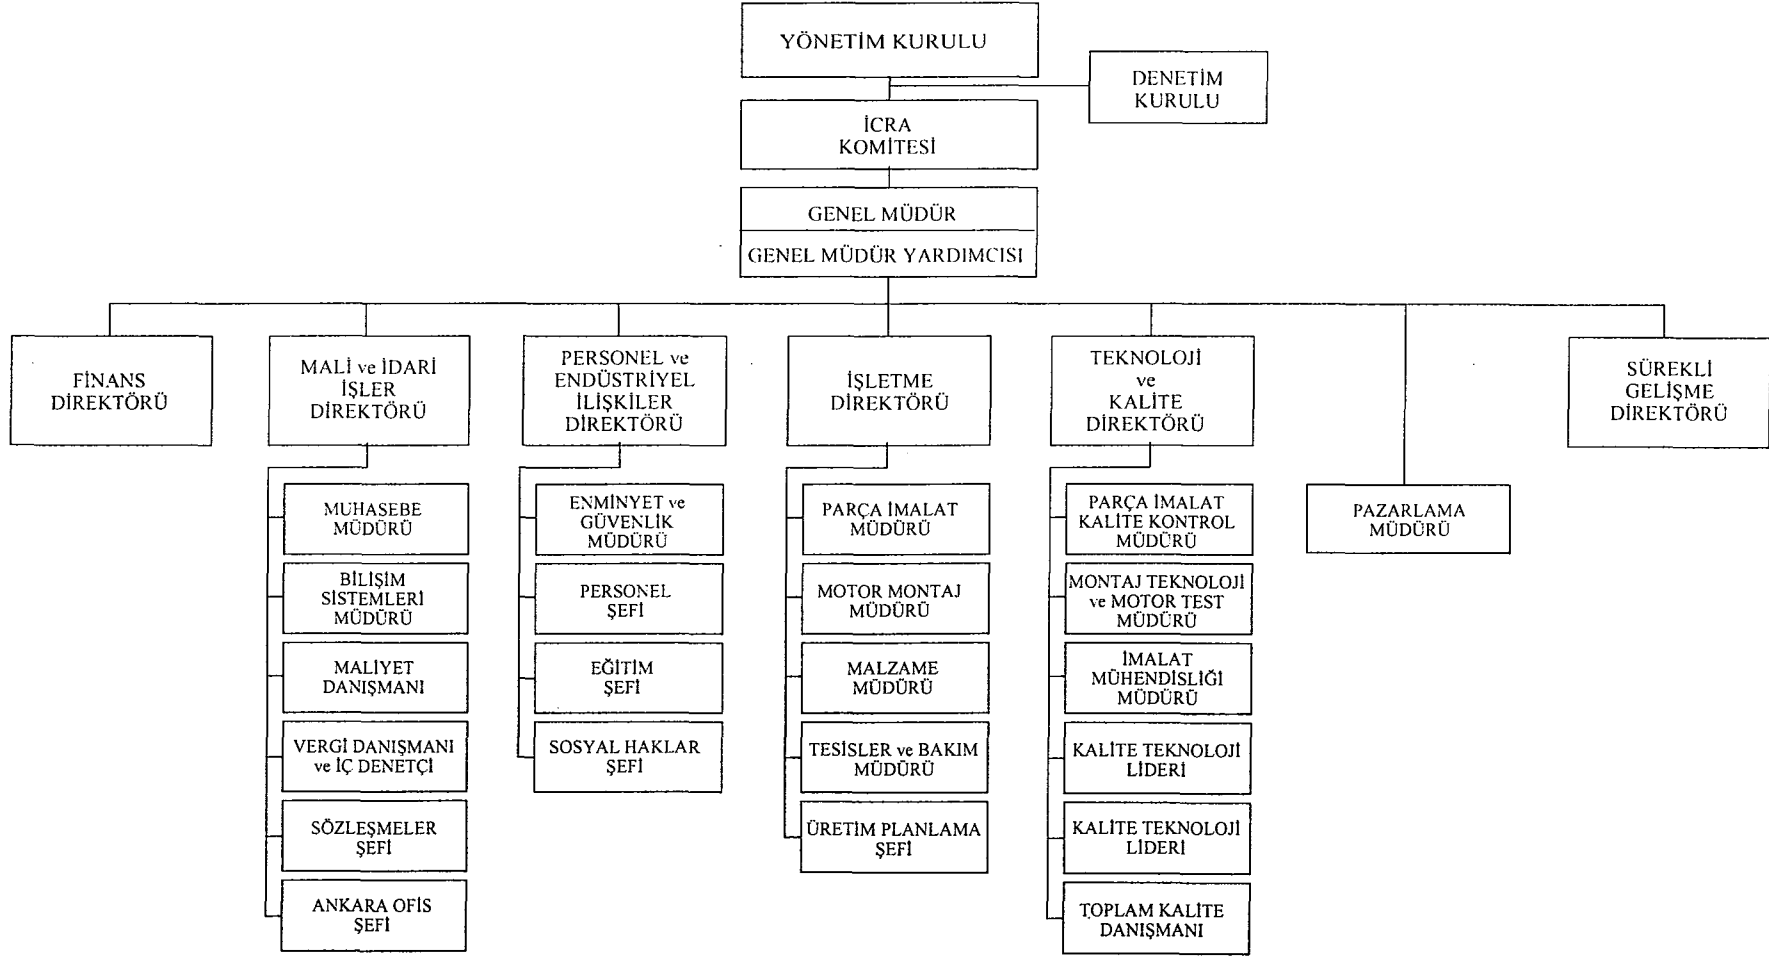 YÖNETİM KURULU
DENETİM
KURULU
İCRA
KOMİTESİ
GENEL MÜDÜR
GENEL MÜDÜR YARDIMCISI
FİNANS
DİREKTÖRÜ
MALİ ve İDARİ
İŞLER
DİREKTÖRÜ
PERSONEL ve
ENDÜSTRİYEL
İLİŞKİLER
DİREKTÖRÜ
İŞLETME
DİREKTÖRÜ
TEKNOLOJİ
ve
KALİTE
DİREKTÖRÜ
SÜREKLİ
GELİŞME
DİREKTÖRÜ
MUHASEBE
MÜDÜRÜ
BİLİŞİM
SİSTEMLERİ
MÜDÜRÜ
MALİYET
DANIŞMANI
VERGİ DANIŞMANI
ve İÇ DENETÇİ
SÖZLEŞMELER
ŞEFİ
ANKARA OFİS
ŞEFİ
ENMİNYET ve
GÜVENLİK
MÜDÜRÜ
PERSONEL
ŞEFİ
EĞİTİM
ŞEFİ
SOSYAL HAKLAR
ŞEFİ
PARÇA İMALAT
MÜDÜRÜ
MOTOR MONTAJ
MÜDÜRÜ
MALZAME
MÜDÜRÜ
TESİSLER ve BAKIM
MÜDÜRÜ
ÜRETİM PLANLAMA
ŞEFİ
PARÇA İMALAT
KALİTE KONTROL
MÜDÜRÜ
MONTAJ TEKNOLOJİ
ve MOTOR TEST
MÜDÜRÜ
İMALAT
MÜHENDİSLİĞİ
MÜDÜRÜ
KALİTE TEKNOLOJİ
LİDERİ
KALİTE TEKNOLOJİ
LİDERİ
TOPLAM KALİTE
DANIŞMANI
PAZARLAMA
MÜDÜRÜ